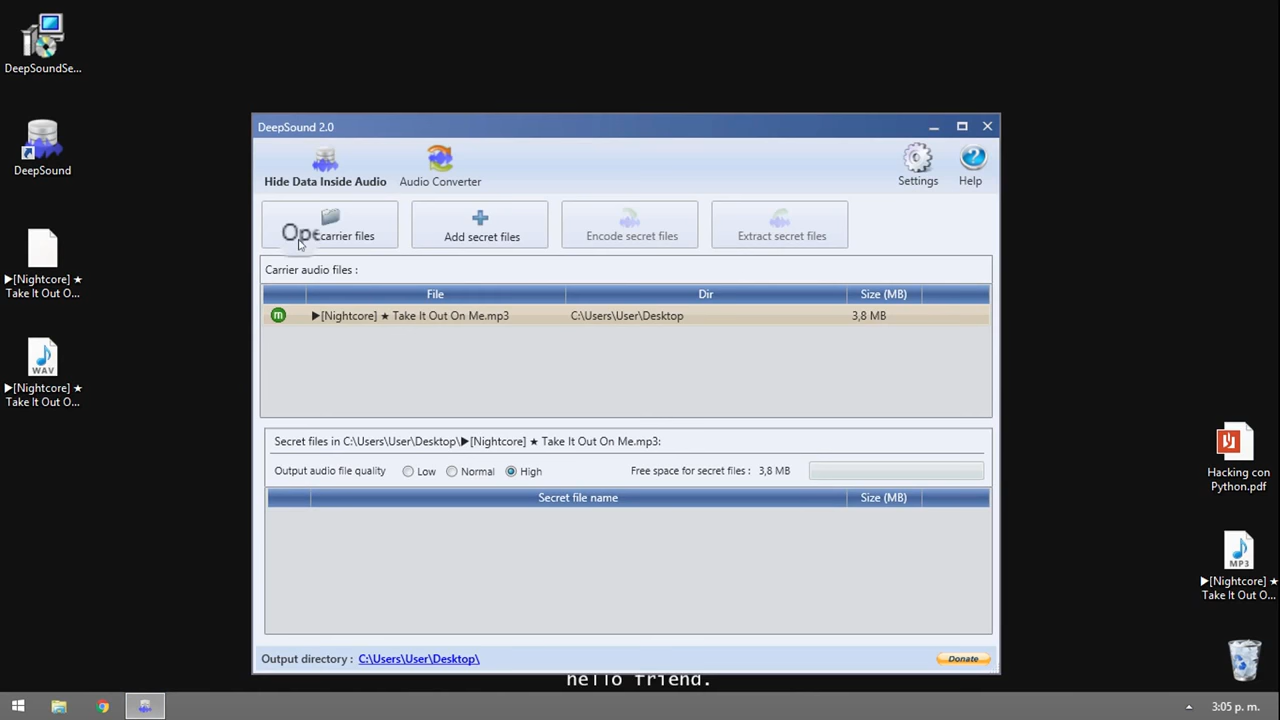 DeepSoundSe...
DeepSound
▶[Nightcore] ★
Take It Out O...
WAV
▶[Nightcore] ★
Take It Out O...
DeepSound 2.0
Hide Data Inside Audio
Audio Converter
Settings
Help
Ope carrier files
Add secret files
Encode secret files
Extract secret files
Carrier audio files :
File Dir Size (MB)
m ▶[Nightcore] ★ Take It Out On Me.mp3 C:\Users\User\Desktop 3,8 MB
Secret files in C:\Users\User\Desktop\▶[Nightcore] ★ Take It Out On Me.mp3:
Output audio file quality Low Normal High Free space for secret files : 3,8 MB
Secret file name Size (MB)
Output directory : C:\Users\User\Desktop\
Donate
hello friend.
Hacking con
Python.pdf
MP3
▶[Nightcore] ★
Take It Out O...
3:05 p. m.